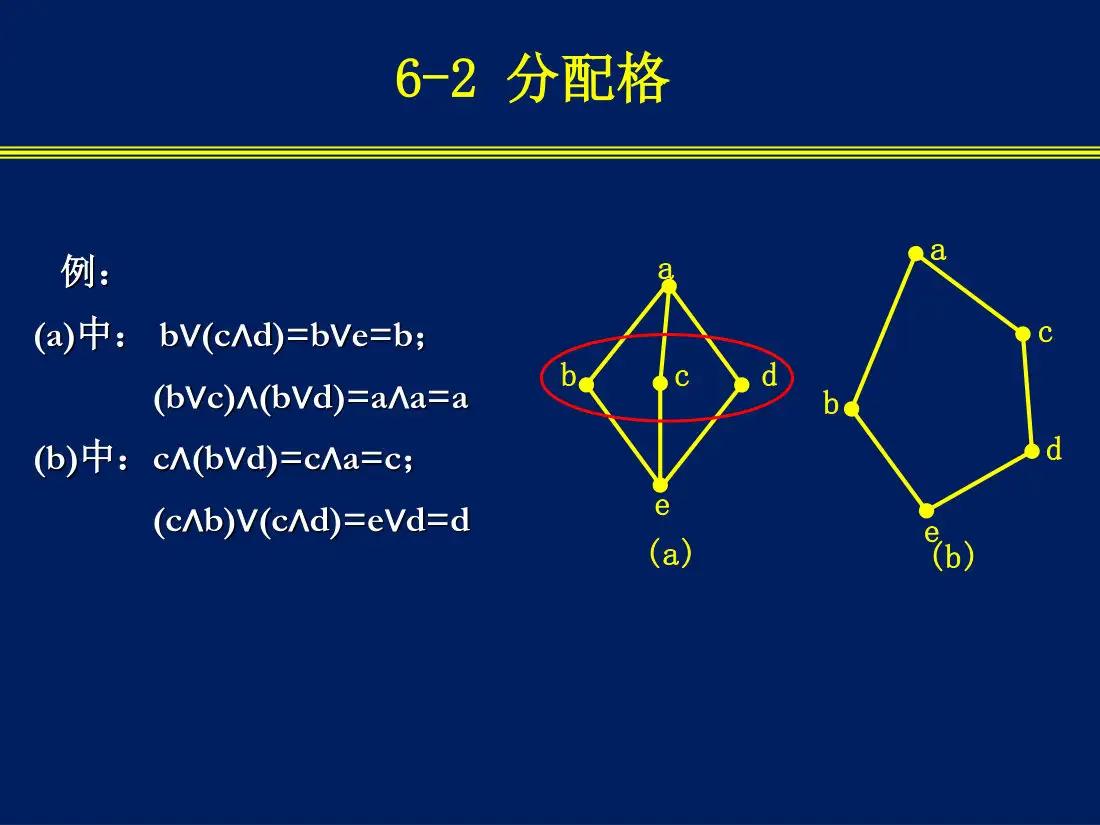 6-2 分配格
例：
(a)中： b∨(c∧d)=b∨e=b；
(b∨c)∧(b∨d)=a∧a=a
(b)中：c∧(b∨d)=c∧a=c；
(c∧b)∨(c∧d)=e∨d=d
a
b
c
d
e
(a)
a
c
b
d
e
(b)